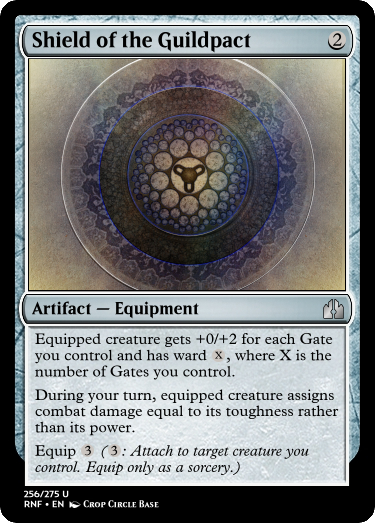 Shield of the Guildpact 2
Artifact — Equipment
Equipped creature gets +0/+2 for each Gate
you control and has ward X, where X is the
number of Gates you control.
During your turn, equipped creature assigns
combat damage equal to its toughness rather
than its power.
Equip 3 (3: Attach to target creature you
control. Equip only as a sorcery.)
256/275 U
RNF • EN Crop Circle Base